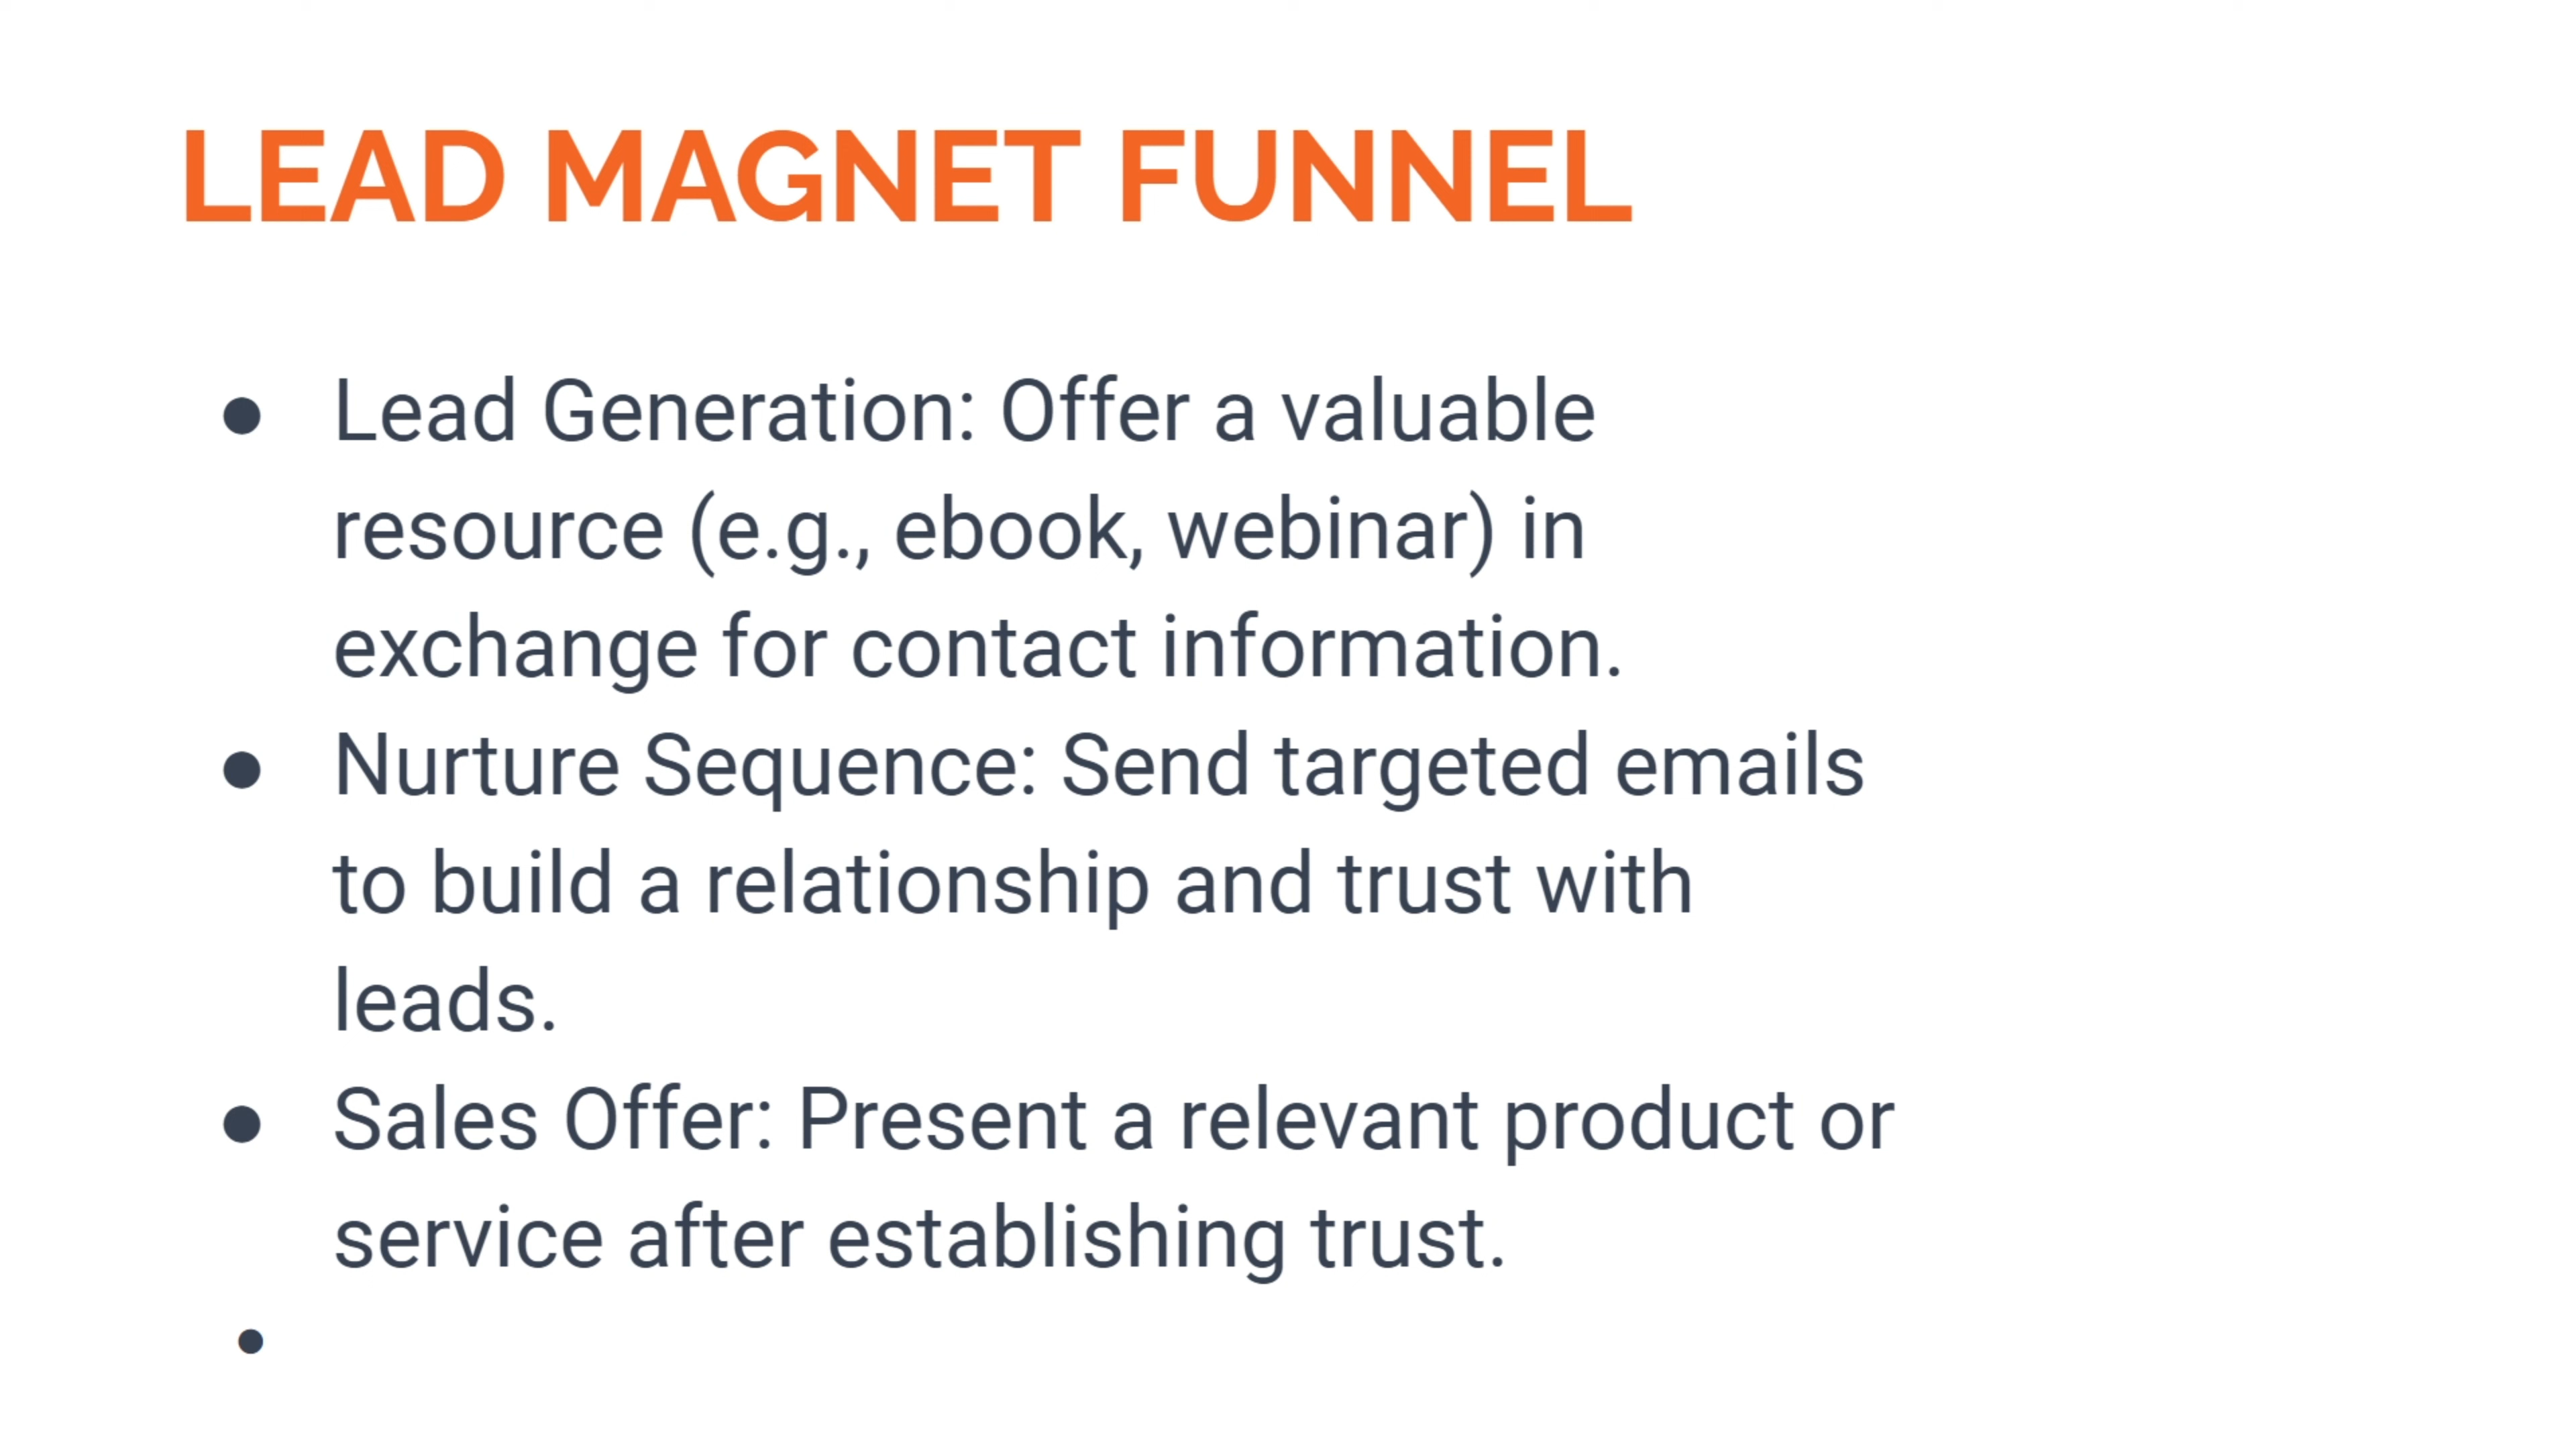 LEAD MAGNET FUNNEL
● Lead Generation: Offer a valuable
resource (e.g., ebook, webinar) in
exchange for contact information.
● Nurture Sequence: Send targeted emails
to build a relationship and trust with
leads.
● Sales Offer: Present a relevant product or
service after establishing trust.
•